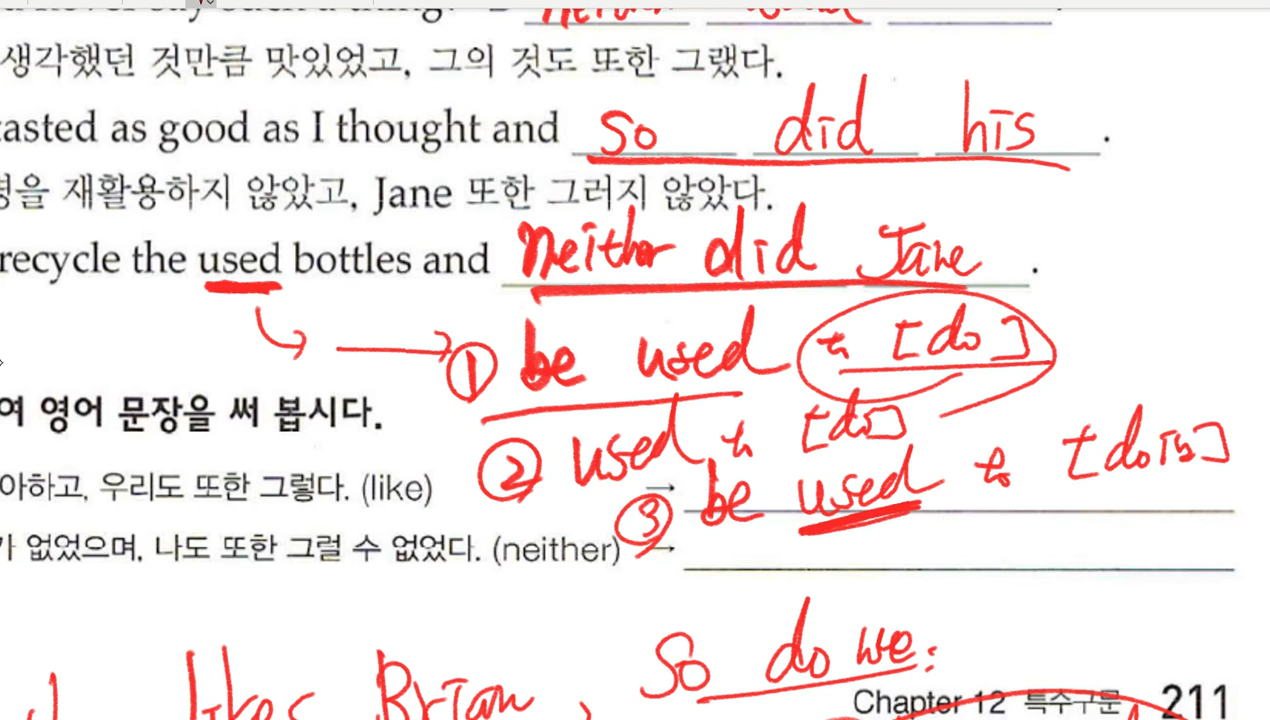 생각했던 것만큼 맛있었고, 그의 것도 또한 그랬다.
tasted as good as I thought and so did his.
을 재활용하지 않았고, Jane 또한 그러지 않았다.
recycle the used bottles and neither did Jane.
① be used to [do]
여 영어 문장을 써 봅시다.
② used to [do]
아하고, 우리도 또한 그렇다. (like) →
③ be used to [doing]
가 없었으며, 나도 또한 그럴 수 없었다. (neither) →
likes Brian, So do we.
Chapter 12 특수구문 211